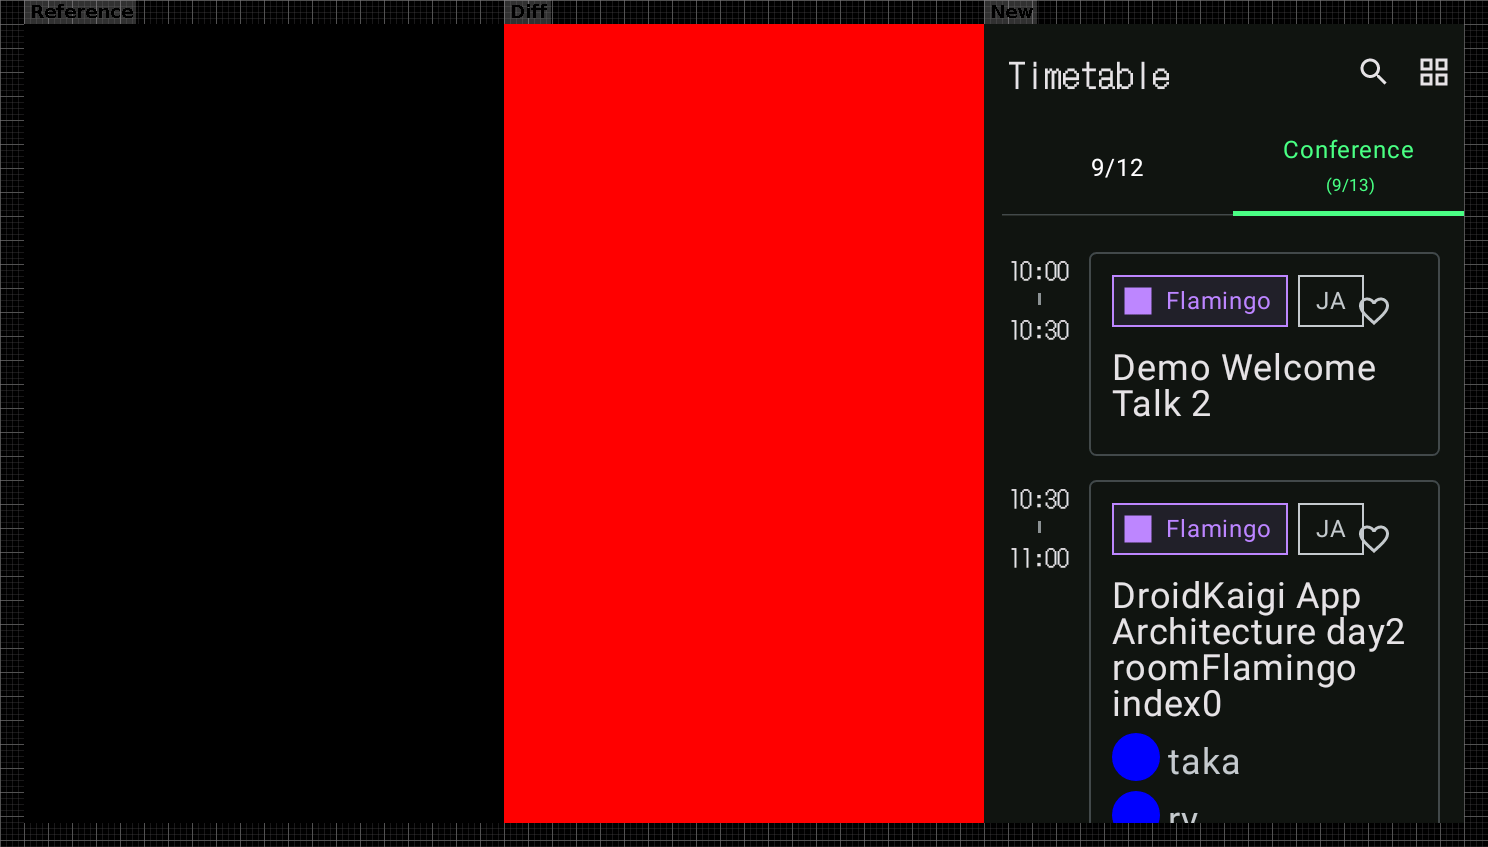 Reference
Diff
New
Timetable
9/12
Conference
(9/13)
10:00
10:30
Flamingo
JA
Demo Welcome
Talk 2
10:30
11:00
Flamingo
JA
DroidKaigi App
Architecture day2
roomFlamingo
index0
taka
ry